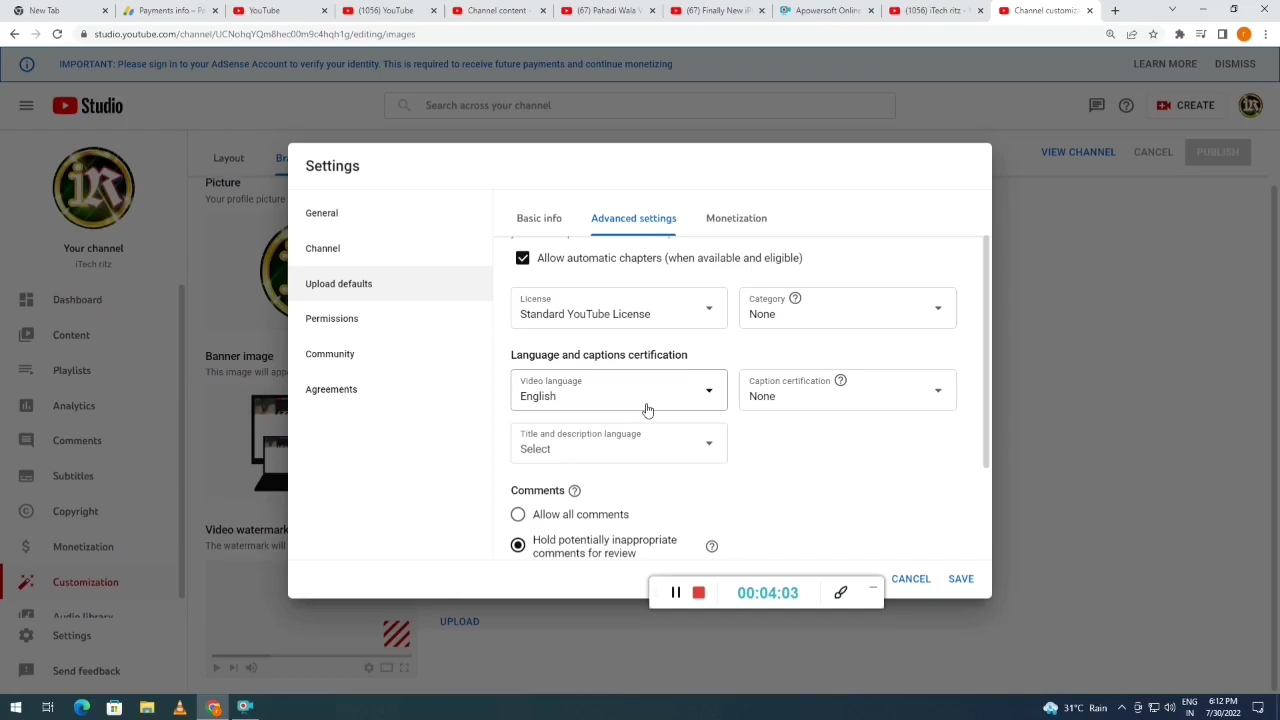 New Tab
Payments info – Pa
YouTube
(1056) YouTube
Channel content -
(67) Pahadi Wala V
(67) Finally New iP
Apowersoft Online
(1056) iTech ritz -
Channel customiz
studio.youtube.com/channel/UCNohqYQm8hec00m9c4hqh1g/editing/images
IMPORTANT: Please sign in to your AdSense Account to verify your identity. This is required to receive future payments and continue monetizing
LEARN MORE
DISMISS
Studio
Search across your channel
CREATE
Layout
Bra
VIEW CHANNEL
CANCEL
PUBLISH
Picture
Your profile picture
Your channel
iTech ritz
Dashboard
Content
Playlists
Analytics
Comments
Subtitles
Copyright
Monetization
Customization
Audio library
Settings
Send feedback
Banner image
This image will appe
Video watermark
The watermark will
UPLOAD
Settings
General
Channel
Upload defaults
Permissions
Community
Agreements
Basic info
Advanced settings
Monetization
Allow automatic chapters (when available and eligible)
License
Standard YouTube License
Category
None
Language and captions certification
Video language
English
Caption certification
None
Title and description language
Select
Comments
Allow all comments
Hold potentially inappropriate
comments for review
CANCEL
SAVE
00:04:03
31°C Rain
ENG
IN
6:12 PM
7/30/2022